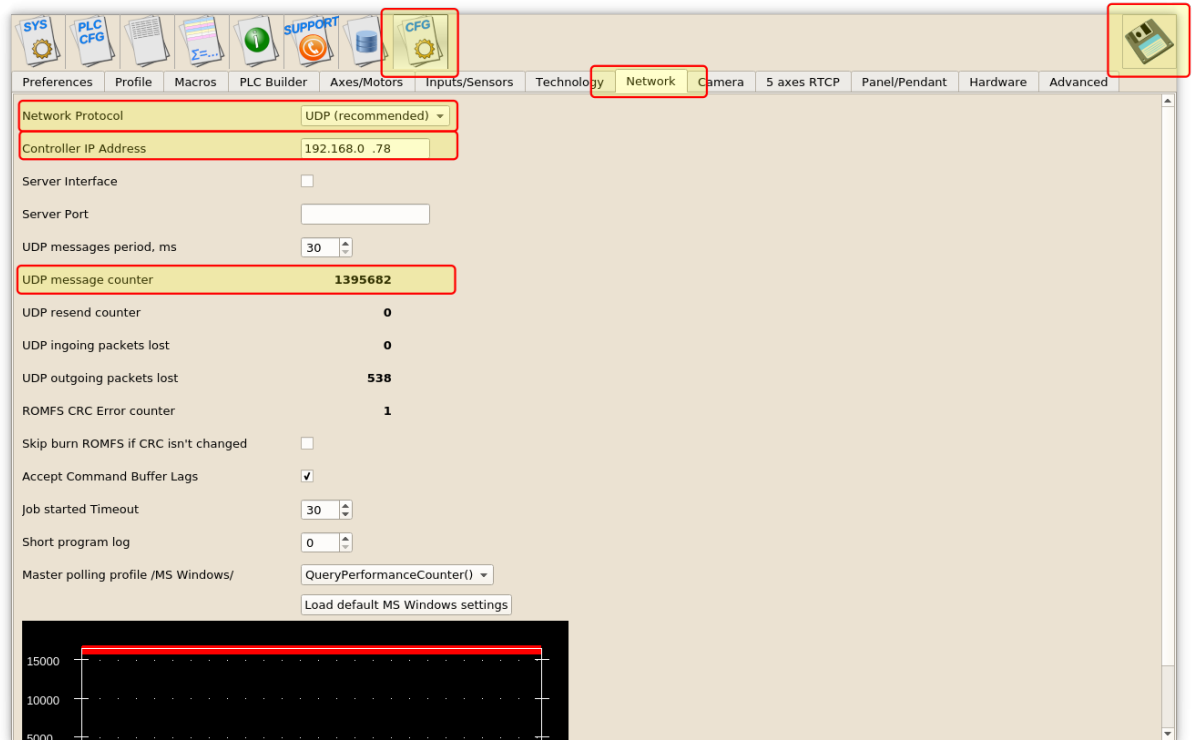 SYS PLC CFG Σ=... SUPPORT CFG
Preferences Profile Macros PLC Builder Axes/Motors Inputs/Sensors Technology Network Camera 5 axes RTCP Panel/Pendant Hardware Advanced
Network Protocol UDP (recommended)
Controller IP Address 192.168.0 .78
Server Interface
Server Port
UDP messages period, ms 30
UDP message counter 1395682
UDP resend counter 0
UDP ingoing packets lost 0
UDP outgoing packets lost 538
ROMFS CRC Error counter 1
Skip burn ROMFS if CRC isn't changed
Accept Command Buffer Lags
Job started Timeout 30
Short program log 0
Master polling profile /MS Windows/ QueryPerformanceCounter()
Load default MS Windows settings
15000
10000
5000